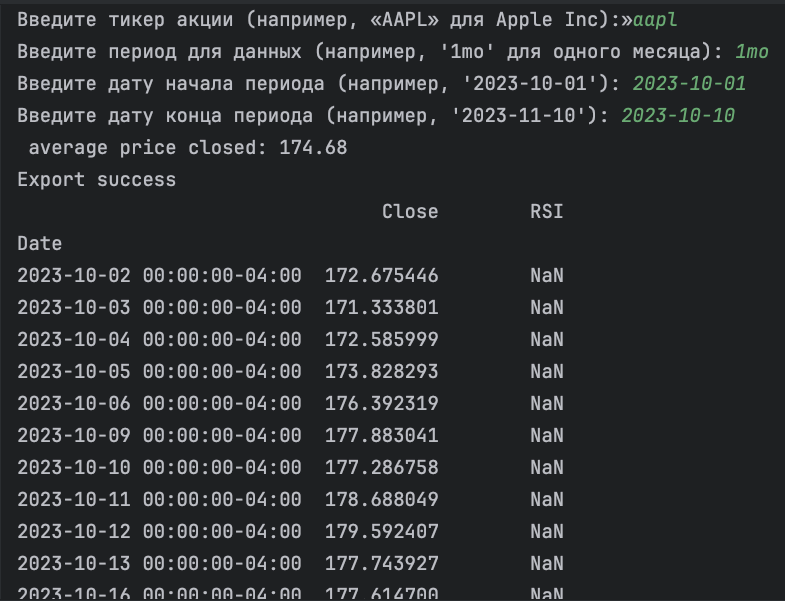 Введите тикер акции (например, «AAPL» для Apple Inc):»aapl
Введите период для данных (например, '1mo' для одного месяца): 1mo
Введите дату начала периода (например, '2023-10-01'): 2023-10-01
Введите дату конца периода (например, '2023-11-10'): 2023-10-10
average price closed: 174.68
Export success
Close RSI
Date
2023-10-02 00:00:00-04:00 172.675446 NaN
2023-10-03 00:00:00-04:00 171.333801 NaN
2023-10-04 00:00:00-04:00 172.585999 NaN
2023-10-05 00:00:00-04:00 173.828293 NaN
2023-10-06 00:00:00-04:00 176.392319 NaN
2023-10-09 00:00:00-04:00 177.883041 NaN
2023-10-10 00:00:00-04:00 177.286758 NaN
2023-10-11 00:00:00-04:00 178.688049 NaN
2023-10-12 00:00:00-04:00 179.592407 NaN
2023-10-13 00:00:00-04:00 177.743927 NaN
2023-10-16 00:00:00-04:00 177.614700 NaN